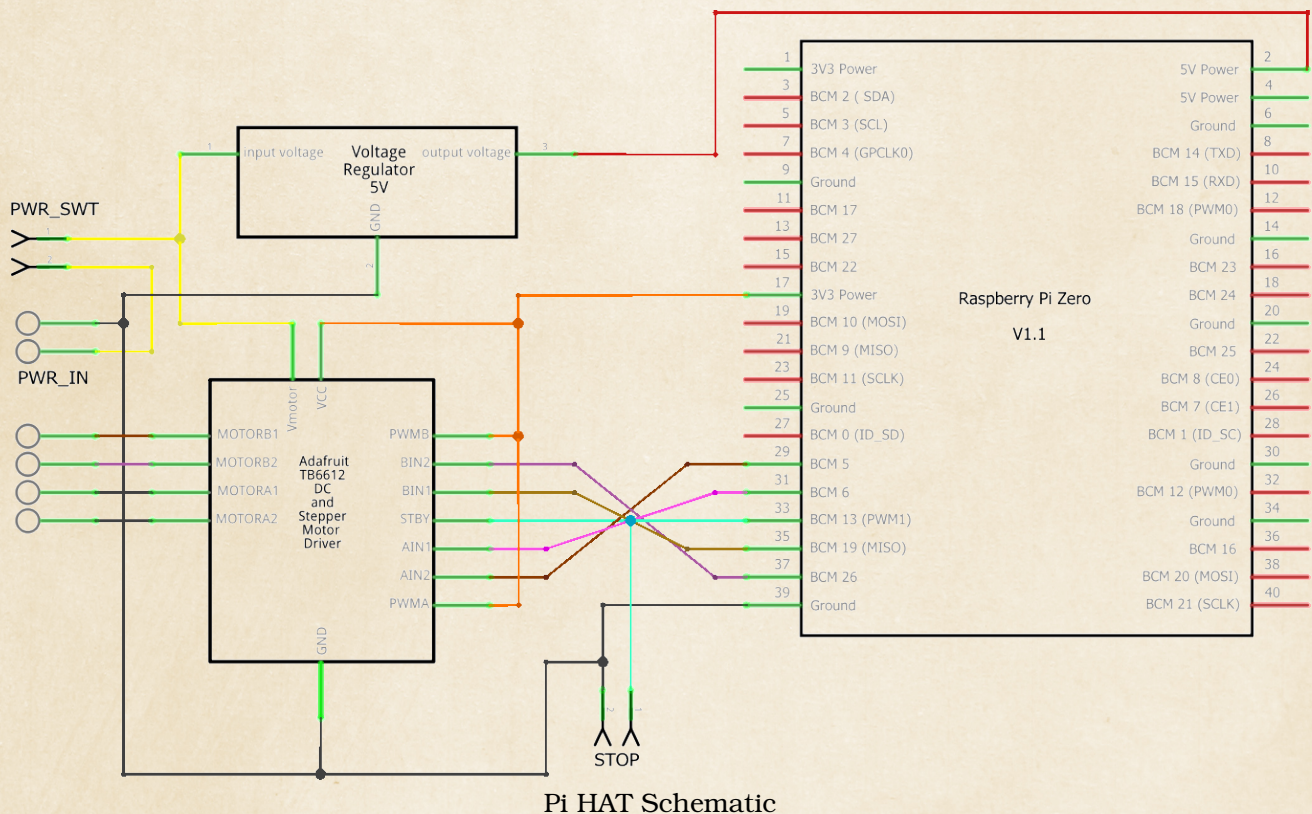 1
2
3V3 Power
5V Power
3
4
BCM 2 ( SDA)
5V Power
5
6
BCM 3 (SCL)
Ground
7
8
BCM 4 (GPCLK0)
BCM 14 (TXD)
9
10
Ground
BCM 15 (RXD)
11
12
BCM 17
BCM 18 (PWM0)
13
14
BCM 27
Ground
15
16
BCM 22
BCM 23
17
18
3V3 Power
BCM 24
19
20
BCM 10 (MOSI)
Ground
21
22
BCM 9 (MISO)
BCM 25
23
24
BCM 11 (SCLK)
BCM 8 (CE0)
25
26
Ground
BCM 7 (CE1)
27
28
BCM 0 (ID_SD)
BCM 1 (ID_SC)
29
30
BCM 5
Ground
31
32
BCM 6
BCM 12 (PWM0)
33
34
BCM 13 (PWM1)
Ground
35
36
BCM 19 (MISO)
BCM 16
37
38
BCM 26
BCM 20 (MOSI)
39
40
Ground
BCM 21 (SCLK)
Raspberry Pi Zero
V1.1
1
input voltage
Voltage
Regulator
5V
output voltage
3
GND
2
PWR_SWT
1
2
PWR_IN
Vmotor
VCC
MOTORB1
MOTORB2
MOTORA1
MOTORA2
Adafruit
TB6612
DC
and
Stepper
Motor
Driver
PWMB
BIN2
BIN1
STBY
AIN1
AIN2
PWMA
GND
2
1
STOP
Pi HAT Schematic